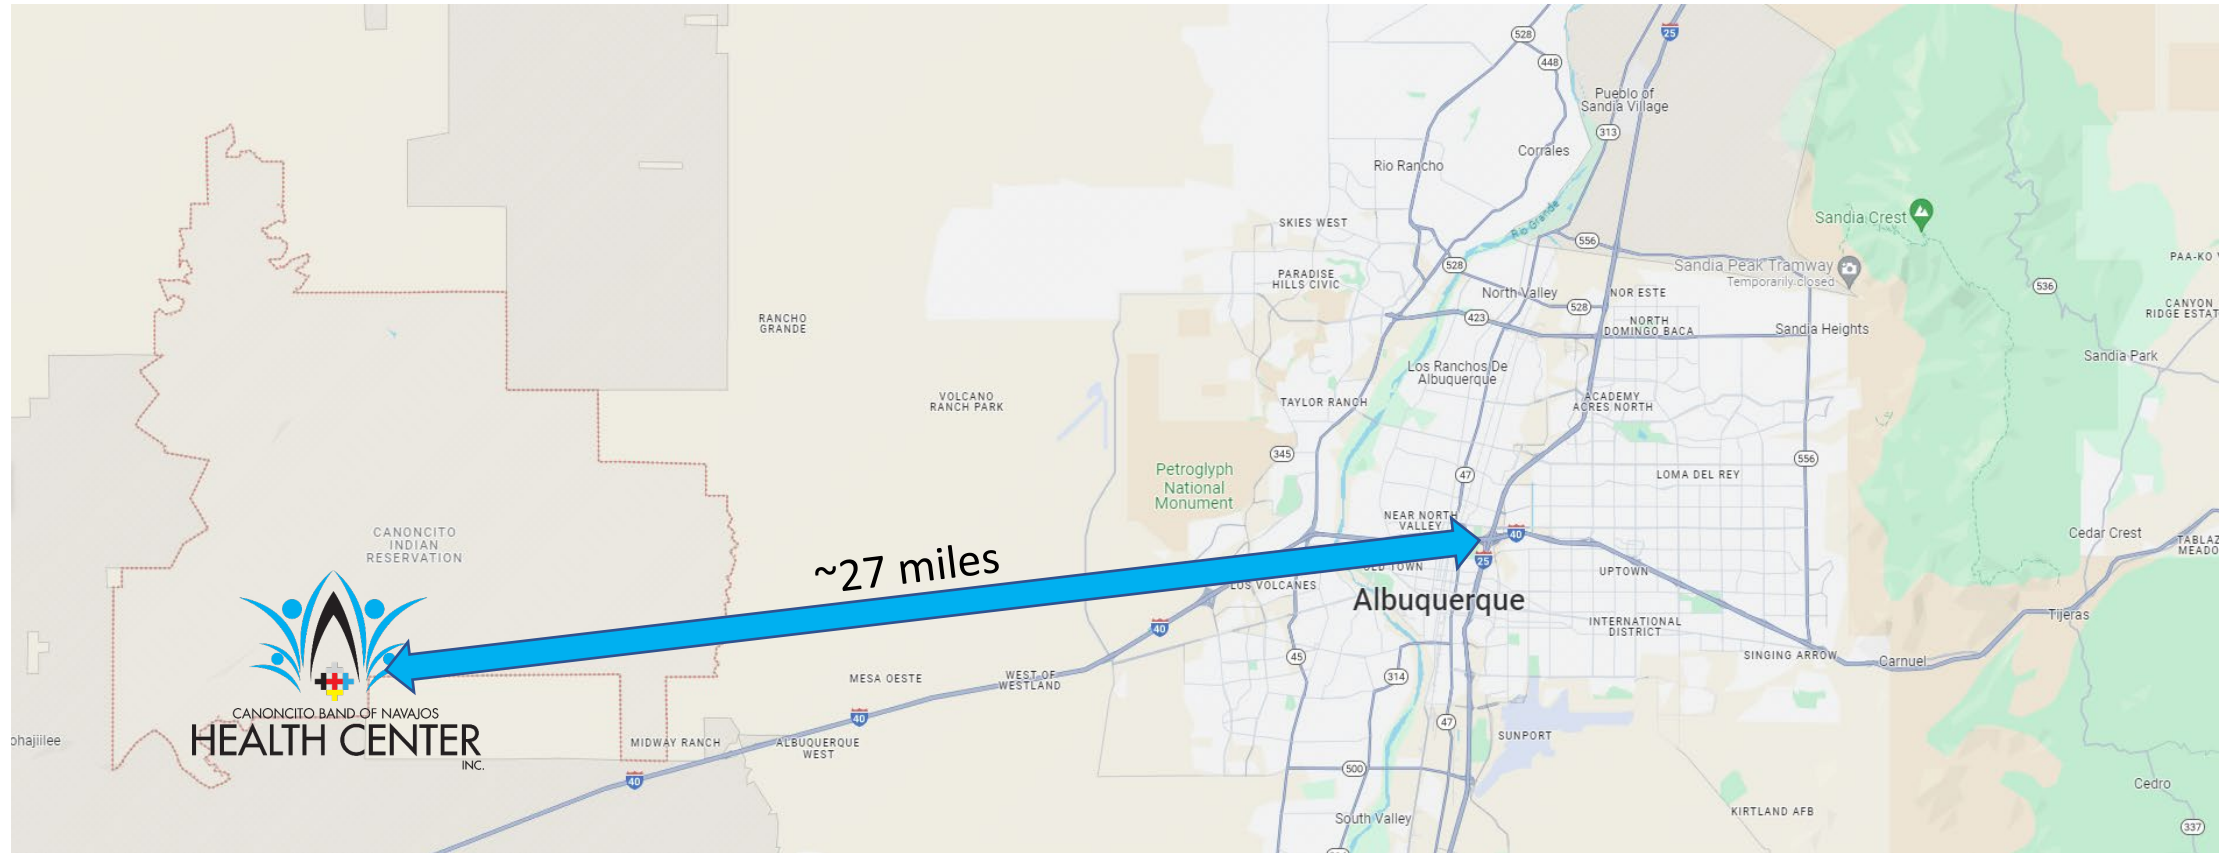 528
25
448
Pueblo of
Sandia Village
313
Corrales
Rio Rancho
SKIES WEST
Rio Grande
556
Sandia Crest
528
Sandia Peak Tramway
Temporarily closed
PAA-KO
PARADISE
HILLS CIVIC
North Valley
528
NOR ESTE
536
CANYON
RIDGE ESTAT
RANCHO
GRANDE
423
NORTH
DOMINGO BACA
Sandia Heights
Sandia Park
Los Ranchos De
Albuquerque
VOLCANO
RANCH PARK
TAYLOR RANCH
ACADEMY
ACRES NORTH
345
556
Petroglyph
National
Monument
47
LOMA DEL REY
CANONCITO
INDIAN
RESERVATION
NEAR NORTH
VALLEY
40
Cedar Crest
TABLAZ
MEADO
~27 miles
OLD TOWN
25
UPTOWN
LOS VOLCANES
Albuquerque
40
INTERNATIONAL
DISTRICT
Tijeras
45
SINGING ARROW
Carnuel
MESA OESTE
WEST OF
WESTLAND
314
CANONCITO BAND OF NAVAJOS
HEALTH CENTER
INC.
40
47
SUNPORT
ohajiilee
MIDWAY RANCH
ALBUQUERQUE
WEST
40
500
Cedro
KIRTLAND AFB
South Valley
337